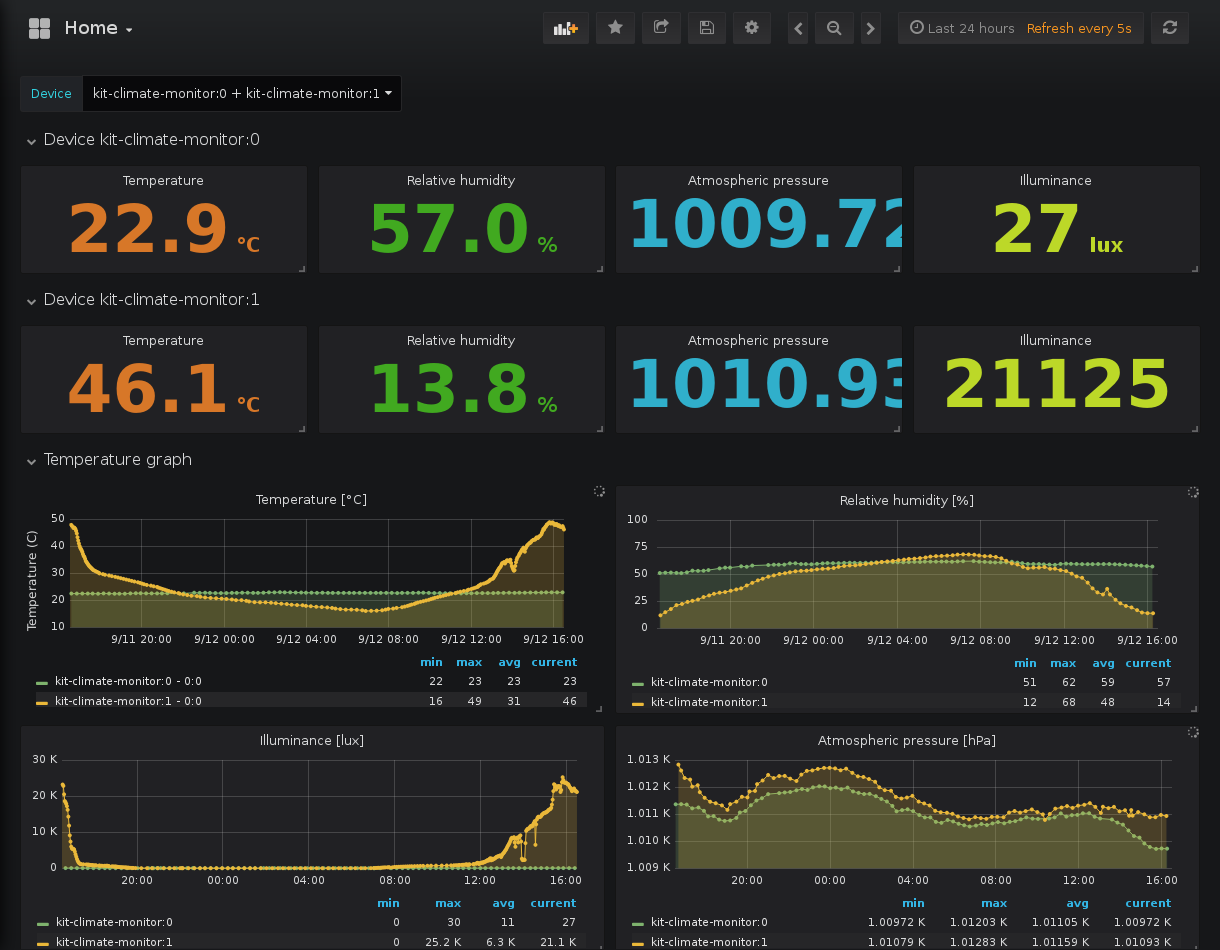 Home
Last 24 hours Refresh every 5s
Device kit-climate-monitor:0 + kit-climate-monitor:1
Device kit-climate-monitor:0
Temperature Relative humidity Atmospheric pressure Illuminance
22.9 °C 57.0 % 1009.72 27 lux
Device kit-climate-monitor:1
Temperature Relative humidity Atmospheric pressure Illuminance
46.1 °C 13.8 % 1010.93 21125
Temperature graph
Temperature [°C]
Temperature (C)
50
40
30
20
10
9/11 20:00 9/12 00:00 9/12 04:00 9/12 08:00 9/12 12:00 9/12 16:00
min max avg current
kit-climate-monitor:0 - 0:0 22 23 23 23
kit-climate-monitor:1 - 0:0 16 49 31 46
Relative humidity [%]
100
75
50
25
0
9/11 20:00 9/12 00:00 9/12 04:00 9/12 08:00 9/12 12:00 9/12 16:00
min max avg current
kit-climate-monitor:0 51 62 59 57
kit-climate-monitor:1 12 68 48 14
Illuminance [lux]
30 K
20 K
10 K
0
20:00 00:00 04:00 08:00 12:00 16:00
min max avg current
kit-climate-monitor:0 0 30 11 27
kit-climate-monitor:1 0 25.2 K 6.3 K 21.1 K
Atmospheric pressure [hPa]
1.013 K
1.012 K
1.011 K
1.010 K
1.009 K
20:00 00:00 04:00 08:00 12:00 16:00
min max avg current
kit-climate-monitor:0 1.00972 K 1.01203 K 1.01105 K 1.00972 K
kit-climate-monitor:1 1.01079 K 1.01283 K 1.01159 K 1.01093 K